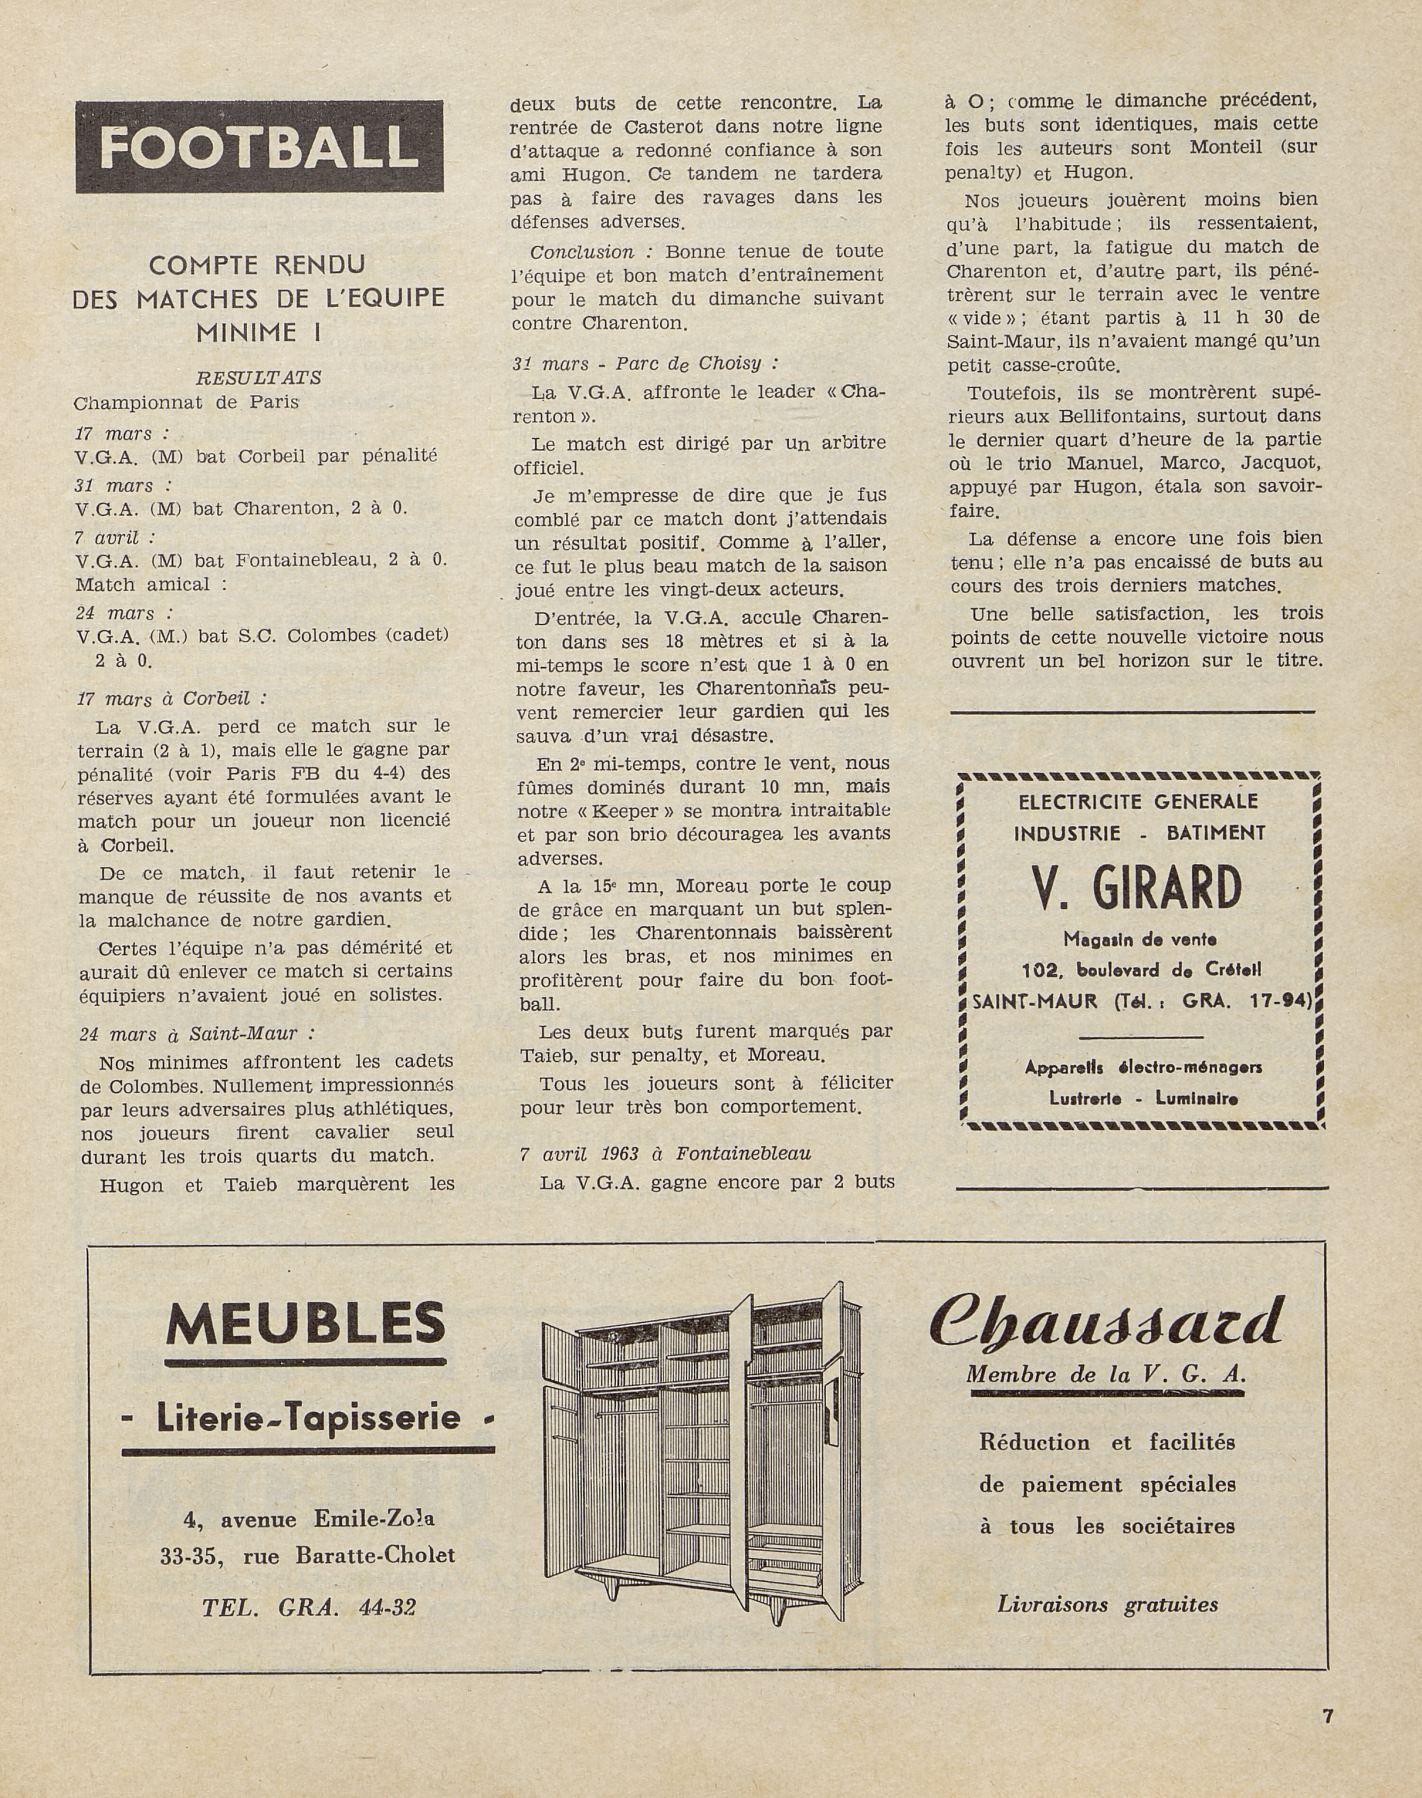 FOOTBALL
COMPTE RENDU
DES MATCHES DE L'EQUIPE
MINIME I
RESULTATS
Championnat de Paris
17 mars :
V.G.A. (M) bat Corbeil par pénalité
31 mars :
V.G.A. (M) bat Charenton, 2 à 0.
7 avril :
V.G.A. (M) bat Fontainebleau, 2 à 0.
Match amical :
24 mars :
V.G.A. (M.) bat S.C. Colombes (cadet)
2 à 0.
17 mars à Corbeil :
La V.G.A. perd ce match sur le
terrain (2 à 1), mais elle le gagne par
pénalité (voir Paris FB du 4-4) des
réserves ayant été formulées avant le
match pour un joueur non licencié
à Corbeil.
De ce match, il faut retenir le
manque de réussite de nos avants et
la malchance de notre gardien.
Certes l'équipe n'a pas démérité et
aurait dû enlever ce match si certains
équipiers n'avaient joué en solistes.
24 mars à Saint-Maur :
Nos minimes affrontent les cadets
de Colombes. Nullement impressionnés
par leurs adversaires plus athlétiques,
nos joueurs firent cavalier seul
durant les trois quarts du match.
Hugon et Taieb marquèrent les
deux buts de cette rencontre. La
rentrée de Casterot dans notre ligne
d'attaque a redonné confiance à son
ami Hugon. Ce tandem ne tardera
pas à faire des ravages dans les
défenses adverses.
Conclusion : Bonne tenue de toute
l'équipe et bon match d'entraînement
pour le match du dimanche suivant
contre Charenton.
31 mars - Parc de Choisy :
La V.G.A. affronte le leader « Cha-
renton ».
Le match est dirigé par un arbitre
officiel.
Je m'empresse de dire que je fus
comblé par ce match dont j'attendais
un résultat positif. Comme à l'aller,
ce fut le plus beau match de la saison
joué entre les vingt-deux acteurs.
D'entrée, la V.G.A. accule Charen-
ton dans ses 18 mètres et si à la
mi-temps le score n'est que 1 à 0 en
notre faveur, les Charentonnais peu-
vent remercier leur gardien qui les
sauva d'un vrai désastre.
En 2e mi-temps, contre le vent, nous
fûmes dominés durant 10 mn, mais
notre « Keeper » se montra intraitable
et par son brio découragea les avants
adverses.
A la 15e mn, Moreau porte le coup
de grâce en marquant un but splen-
dide ; les Charentonnais baissèrent
alors les bras, et nos minimes en
profitèrent pour faire du bon foot-
ball.
Les deux buts furent marqués par
Taieb, sur penalty, et Moreau.
Tous les joueurs sont à féliciter
pour leur très bon comportement.
7 avril 1963 à Fontainebleau
La V.G.A. gagne encore par 2 buts
à O ; comme le dimanche précédent,
les buts sont identiques, mais cette
fois les auteurs sont Monteil (sur
penalty) et Hugon.
Nos joueurs jouèrent moins bien
qu'à l'habitude ; ils ressentaient,
d'une part, la fatigue du match de
Charenton et, d'autre part, ils péné-
trèrent sur le terrain avec le ventre
« vide » ; étant partis à 11 h 30 de
Saint-Maur, ils n'avaient mangé qu'un
petit casse-croûte.
Toutefois, ils se montrèrent supé-
rieurs aux Bellifontains, surtout dans
le dernier quart d'heure de la partie
où le trio Manuel, Marco, Jacquot,
appuyé par Hugon, étala son savoir-
faire.
La défense a encore une fois bien
tenu ; elle n'a pas encaissé de buts au
cours des trois derniers matches.
Une belle satisfaction, les trois
points de cette nouvelle victoire nous
ouvrent un bel horizon sur le titre.
ELECTRICITE GENERALE
INDUSTRIE - BATIMENT
V. GIRARD
Magasin de vente
102, boulevard de Créteil
SAINT-MAUR (Tél. : GRA. 17-94)
Appareils électro-ménagers
Lustrerie - Luminaire
MEUBLES
- Literie-Tapisserie -
4, avenue Emile-Zola
33-35, rue Baratte-Cholet
TEL. GRA. 44-32
Chaussard
Membre de la V. G. A.
Réduction et facilités
de paiement spéciales
à tous les sociétaires
Livraisons gratuites
7